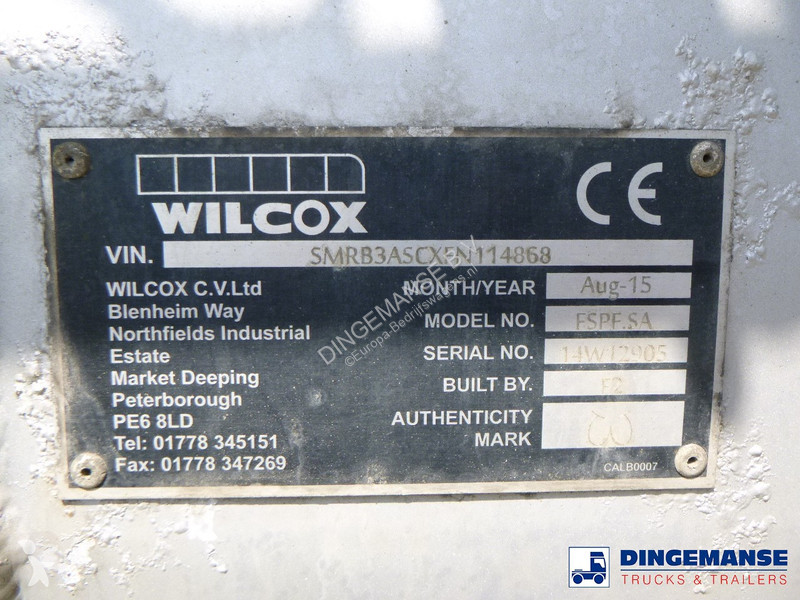 WILCOX
CE
VIN. SMRB3A5CXFN114868
WILCOX C.V.Ltd
Blenheim Way
Northfields Industrial
Estate
Market Deeping
Peterborough
PE6 8LD
Tel: 01778 345151
Fax: 01778 347269
MONTH/YEAR Aug-15
MODEL NO. FSPF.SA
SERIAL NO. 14W12905
BUILT BY. F2
AUTHENTICITY
MARK
CALB0007
DINGEMANSE B.V.
©Europa-Bedrijfswagens.nl
DINGEMANSE
TRUCKS & TRAILERS